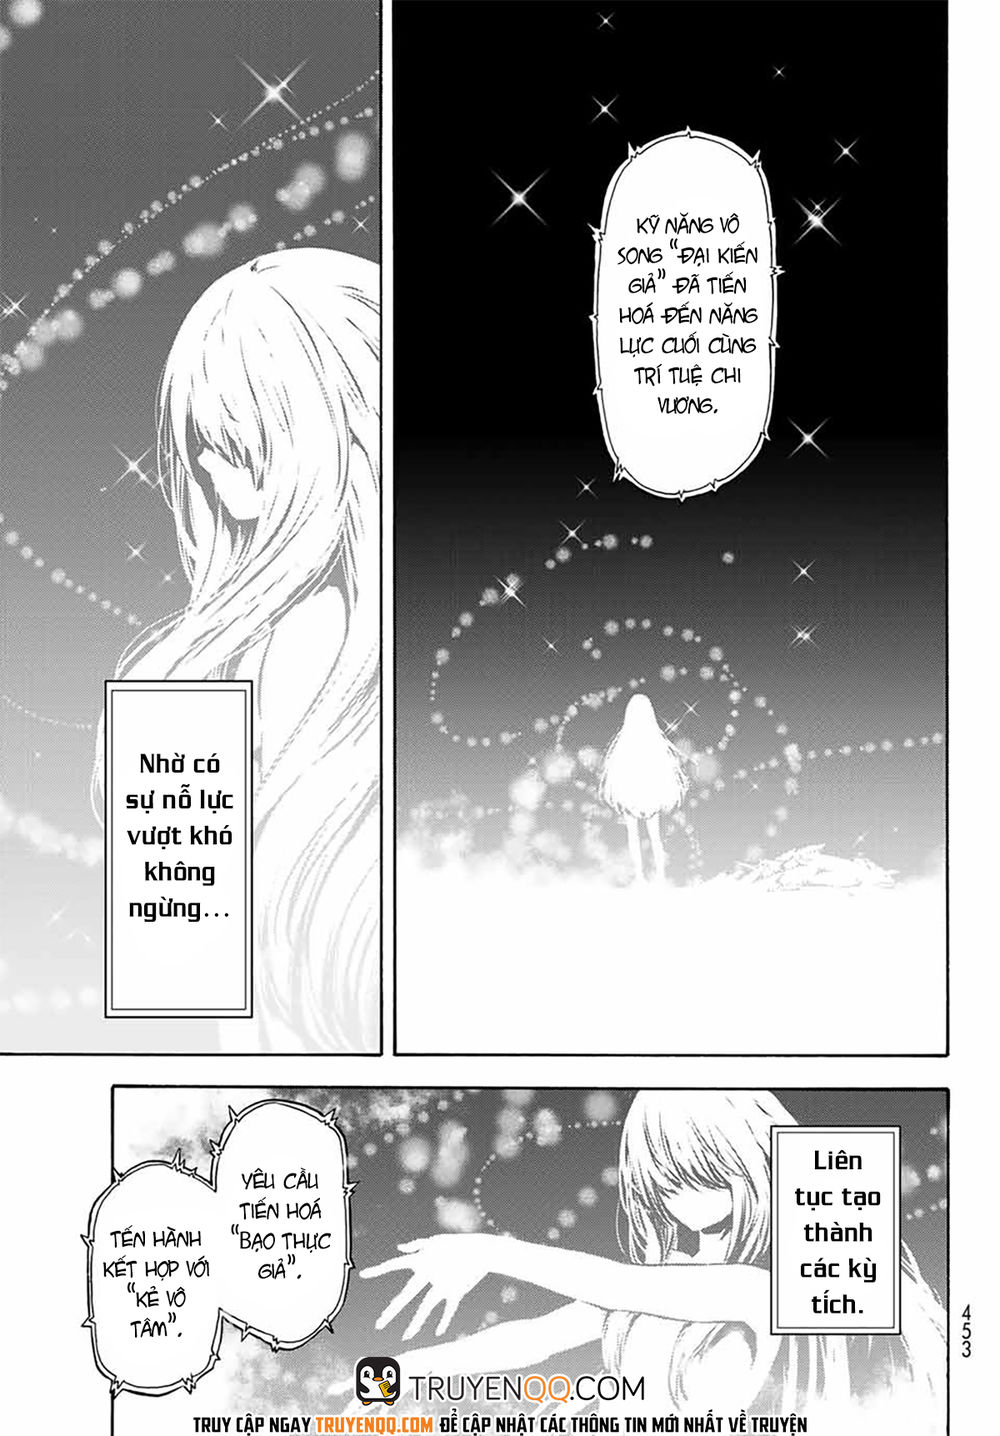 KỸ NĂNG VÔ
SONG "ĐẠI KIẾN
GIẢ" ĐÃ TIẾN
HOÁ ĐẾN NĂNG
LỰC CUỐI CÙNG
TRÍ TUỆ CHI
VƯƠNG.
Nhờ có
sự nỗ lực
vượt khó
không
ngừng...
Liên
tục tạo
thành
các kỳ
tích.
YÊU CẦU
TIẾN HOÁ
"BẠO THỰC
GIẢ".
TẾN HÀNH
KẾT HỢP VỚI
"KẺ VÔ
TÂM".
453
TRUYENQQ.COM
TRUY CẬP NGAY TRUYENQQ.COM ĐỂ CẬP NHẬT CÁC THÔNG TIN MỚI NHẤT VỀ TRUYỆN